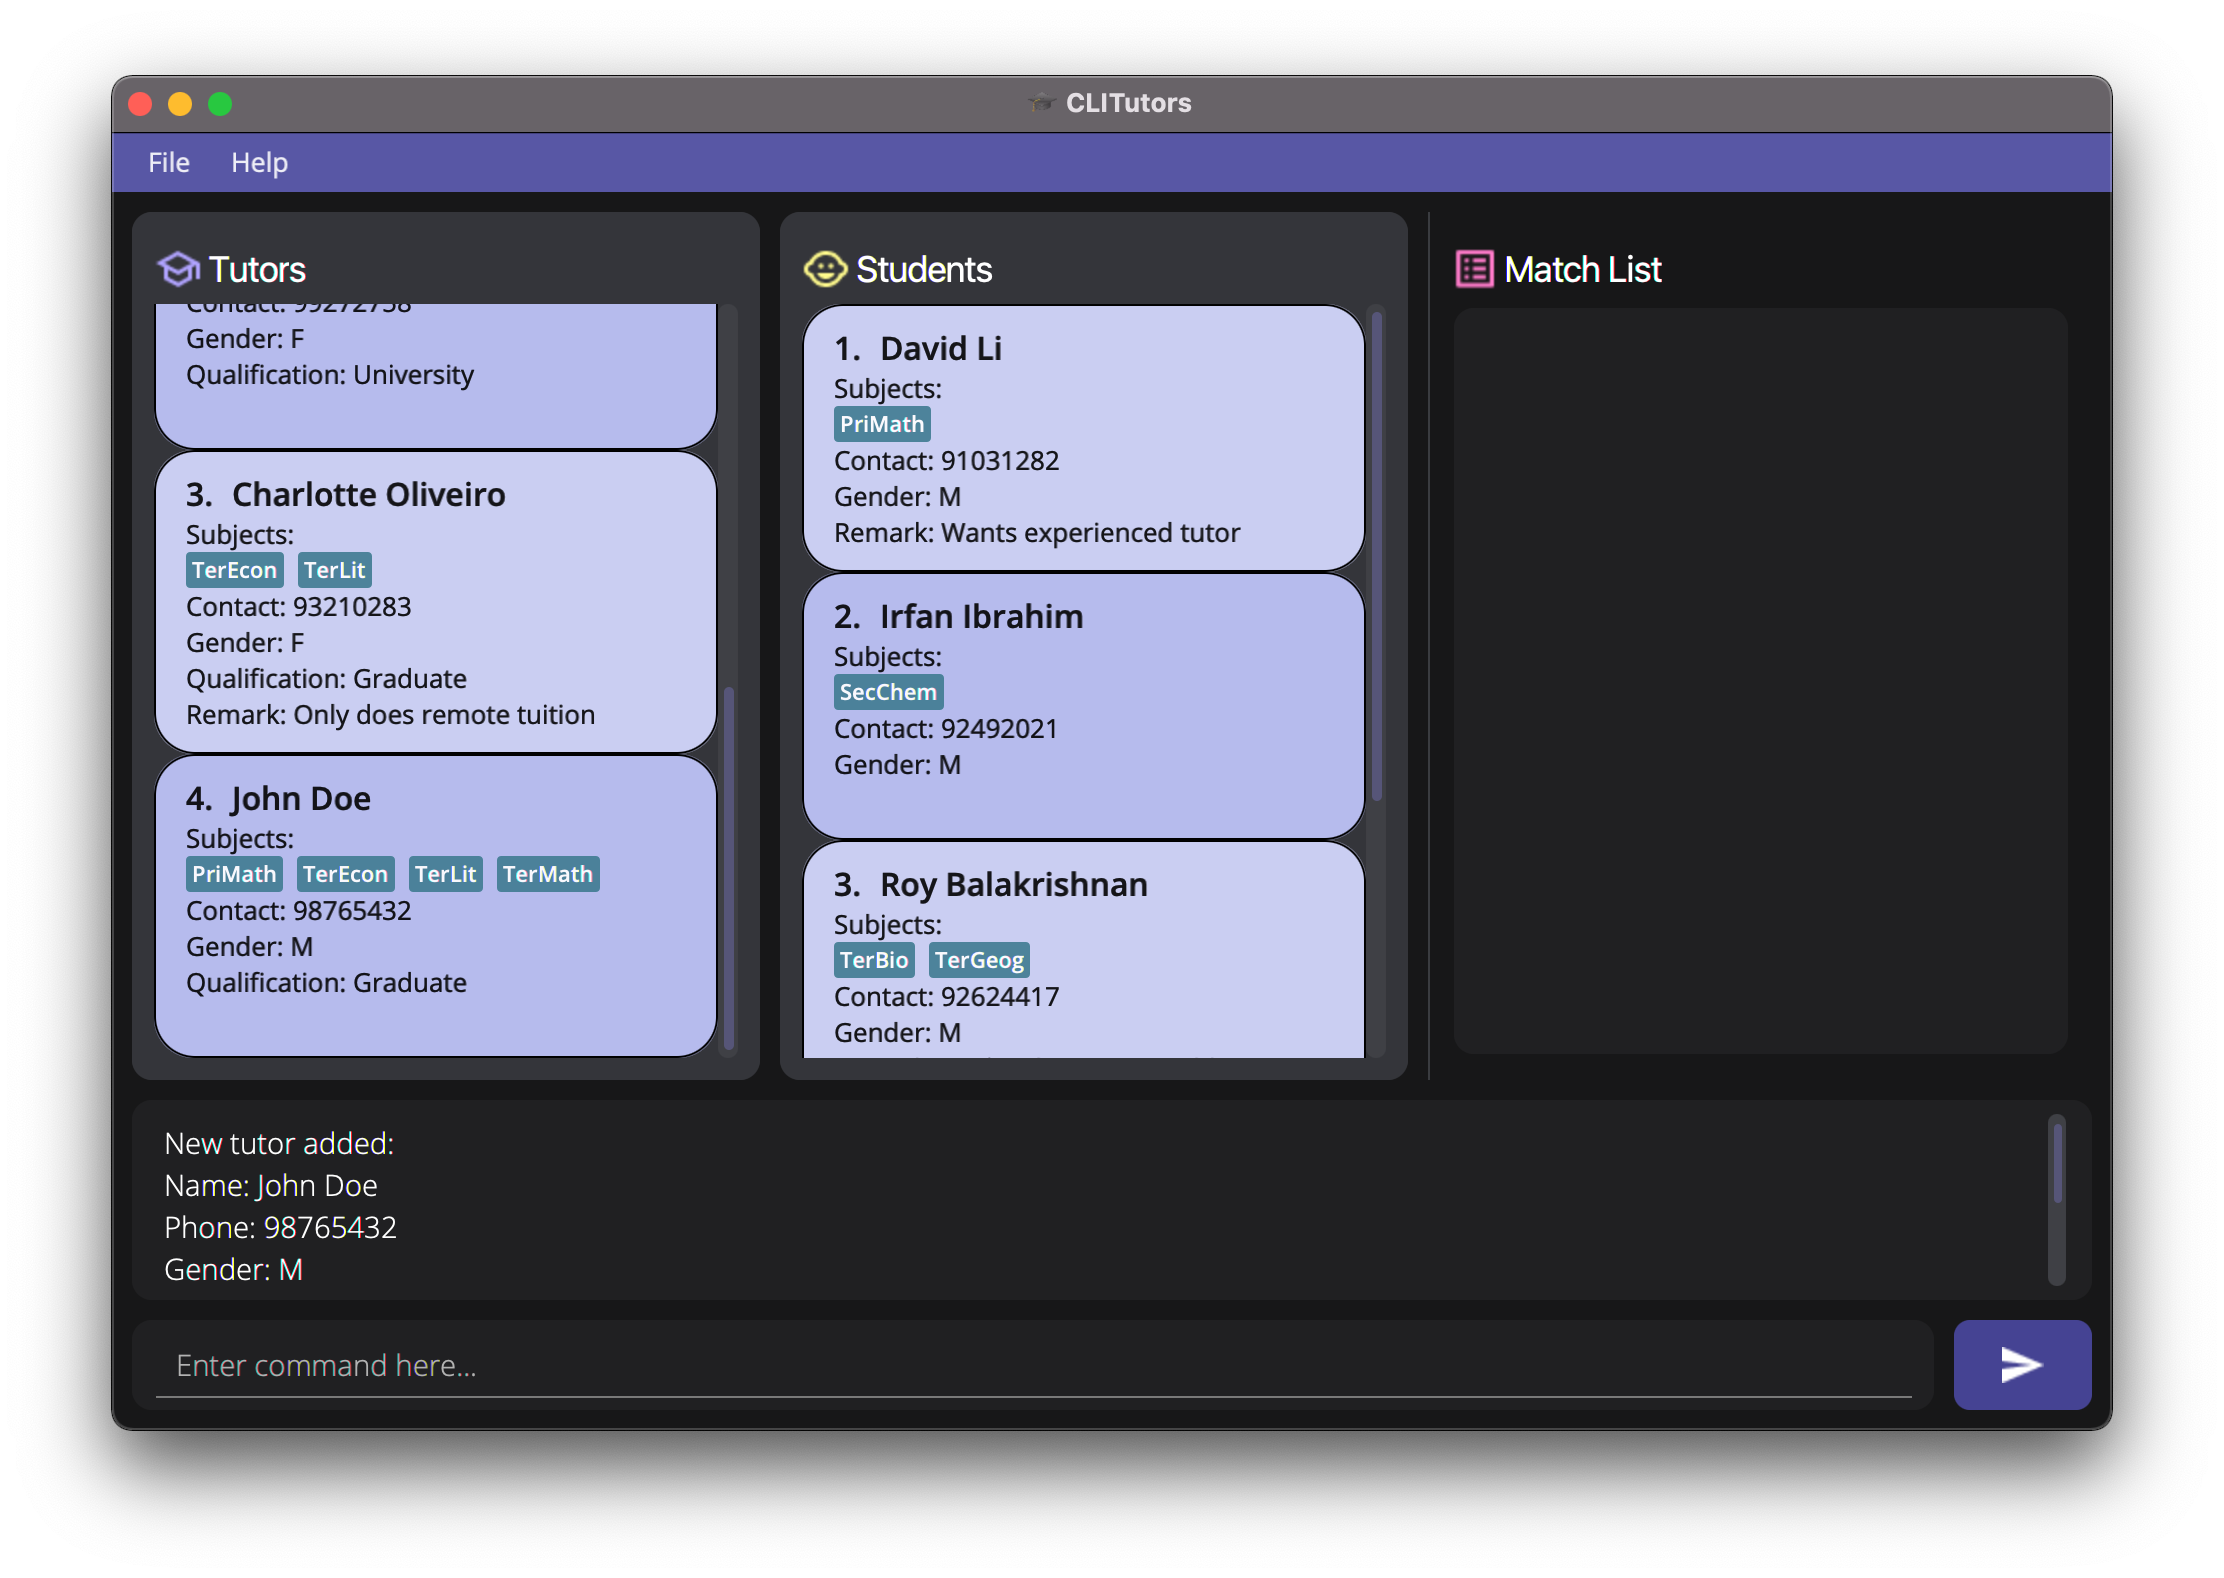 CLITutors
File Help
Tutors
Contact: 99272758
Gender: F
Qualification: University
3. Charlotte Oliveiro
Subjects:
TerEcon TerLit
Contact: 93210283
Gender: F
Qualification: Graduate
Remark: Only does remote tuition
4. John Doe
Subjects:
PriMath TerEcon TerLit TerMath
Contact: 98765432
Gender: M
Qualification: Graduate
Students
1. David Li
Subjects:
PriMath
Contact: 91031282
Gender: M
Remark: Wants experienced tutor
2. Irfan Ibrahim
Subjects:
SecChem
Contact: 92492021
Gender: M
3. Roy Balakrishnan
Subjects:
TerBio TerGeog
Contact: 92624417
Gender: M
Match List
New tutor added:
Name: John Doe
Phone: 98765432
Gender: M
Enter command here...